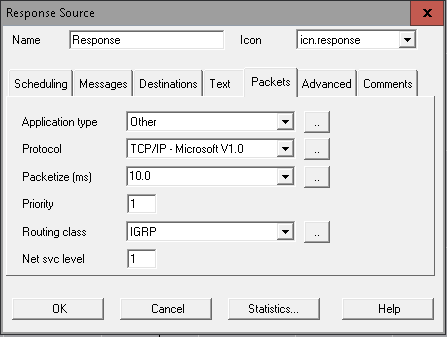 Response Source
Name Response Icon icn.response
Scheduling Messages Destinations Text Packets Advanced Comments
Application type Other ..
Protocol TCP/IP - Microsoft V1.0 ..
Packetize (ms) 10.0 ..
Priority 1
Routing class IGRP ..
Net svc level 1
OK Cancel Statistics... Help